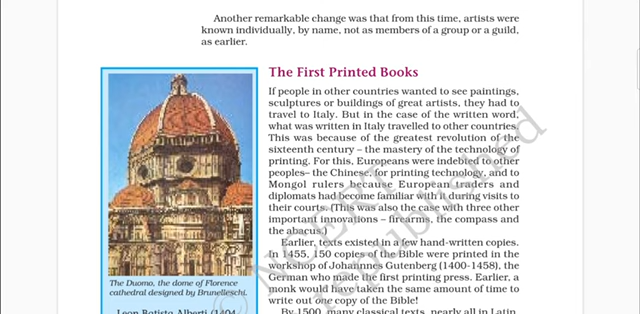 Another remarkable change was that from this time, artists were
known individually, by name, not as members of a group or a guild,
as earlier.
The First Printed Books
If people in other countries wanted to see paintings,
sculptures or buildings of great artists, they had to
travel to Italy. But in the case of the written word,
what was written in Italy travelled to other countries.
This was because of the greatest revolution of the
sixteenth century – the mastery of the technology of
printing. For this, Europeans were indebted to other
peoples– the Chinese, for printing technology, and to
Mongol rulers because European traders and
diplomats had become familiar with it during visits to
their courts. (This was also the case with three other
important innovations – firearms, the compass and
the abacus.)
Earlier, texts existed in a few hand-written copies.
In 1455, 150 copies of the Bible were printed in the
workshop of Johannes Gutenberg (1400-1458), the
German who made the first printing press. Earlier, a
monk would have taken the same amount of time to
write out one copy of the Bible!
By 1500, many classical texts, nearly all in Latin,
The Duomo, the dome of Florence
cathedral designed by Brunelleschi.
Leon Batista Alberti (1404-
© NCERT
republished